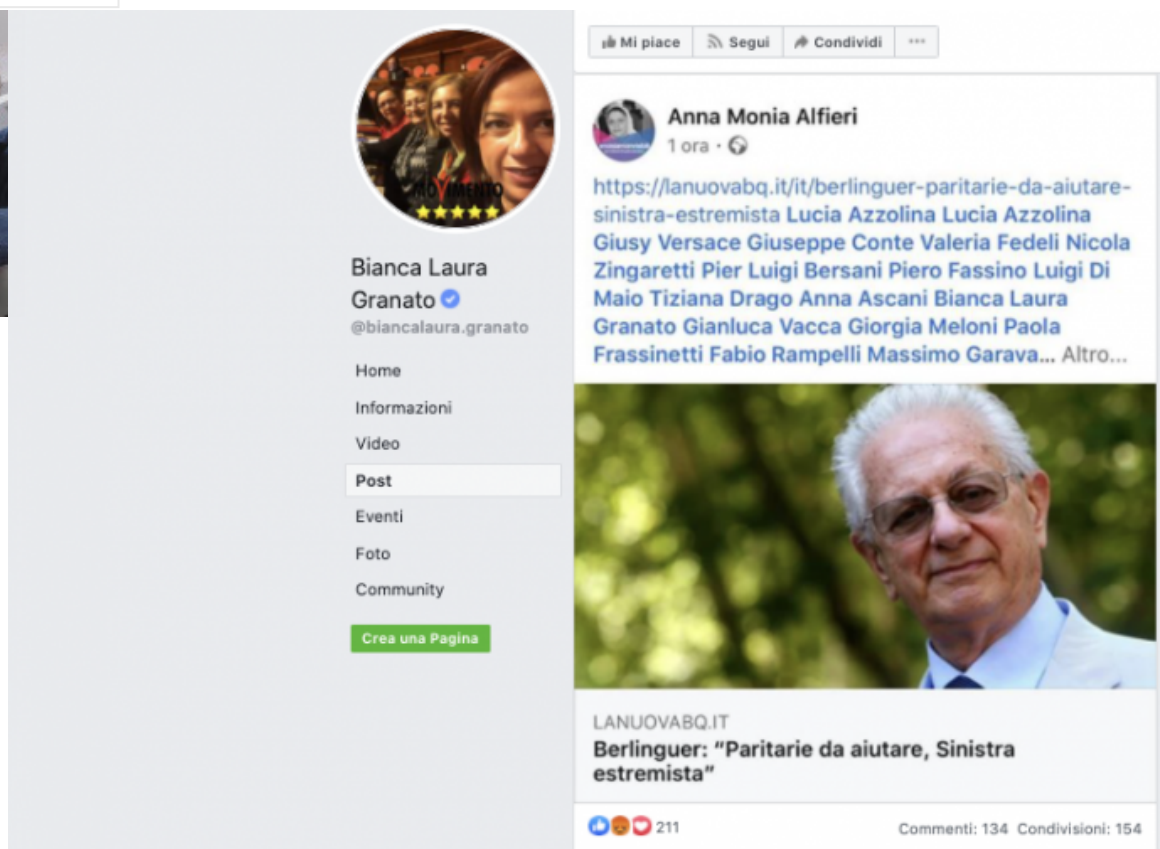 MOVIMENTO
Bianca Laura
Granato
@biancalaura.granato
Home
Informazioni
Video
Post
Eventi
Foto
Community
Crea una Pagina
Mi piace
Segui
Condividi
...
Anna Monia Alfieri
1 ora ·
https://lanuovabq.it/it/berlinguer-paritarie-da-aiutare-
sinistra-estremista Lucia Azzolina Lucia Azzolina
Giusy Versace Giuseppe Conte Valeria Fedeli Nicola
Zingaretti Pier Luigi Bersani Piero Fassino Luigi Di
Maio Tiziana Drago Anna Ascani Bianca Laura
Granato Gianluca Vacca Giorgia Meloni Paola
Frassinetti Fabio Rampelli Massimo Garava... Altro...
LANUOVABQ.IT
Berlinguer: “Paritarie da aiutare, Sinistra
estremista”
211
Commenti: 134 Condivisioni: 154